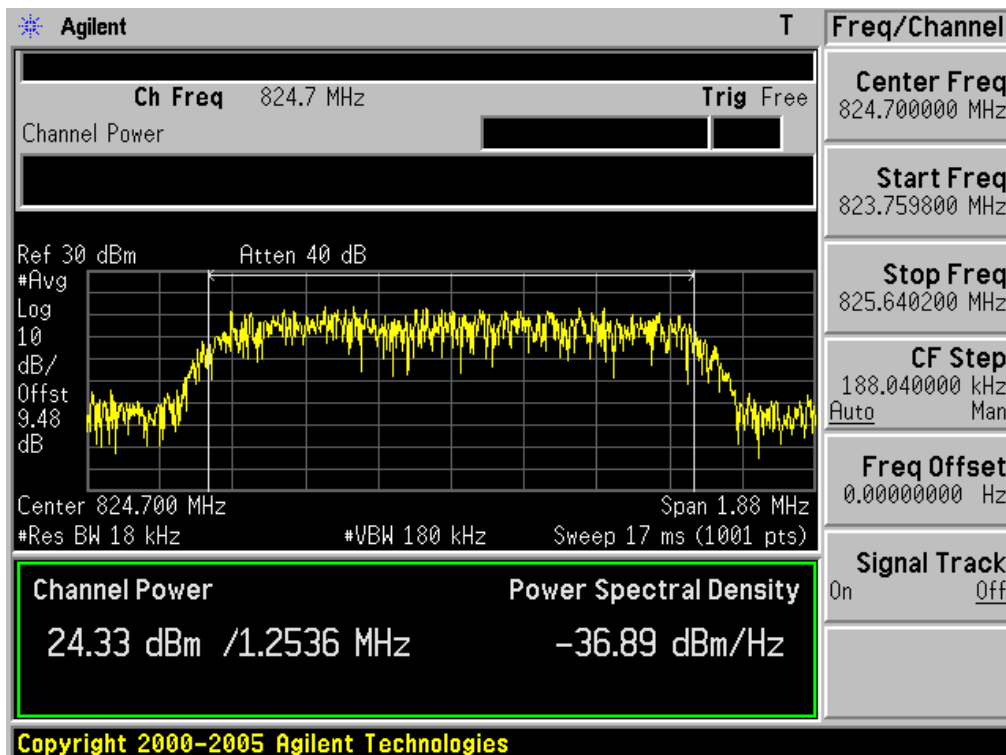 Agilent
T
Freq/Channel
Ch Freq 824.7 MHz
Trig Free
Channel Power
Center Freq
824.700000 MHz
Start Freq
823.759800 MHz
Stop Freq
825.640200 MHz
CF Step
188.040000 kHz
Auto Man
Freq Offset
0.00000000 Hz
Signal Track
On Off
Ref 30 dBm
Atten 40 dB
#Avg
Log
10
dB/
Offst
9.48
dB
Center 824.700 MHz
Span 1.88 MHz
#Res BW 18 kHz
#VBW 180 kHz
Sweep 17 ms (1001 pts)
Channel Power
Power Spectral Density
24.33 dBm /1.2536 MHz
-36.89 dBm/Hz
Copyright 2000-2005 Agilent Technologies